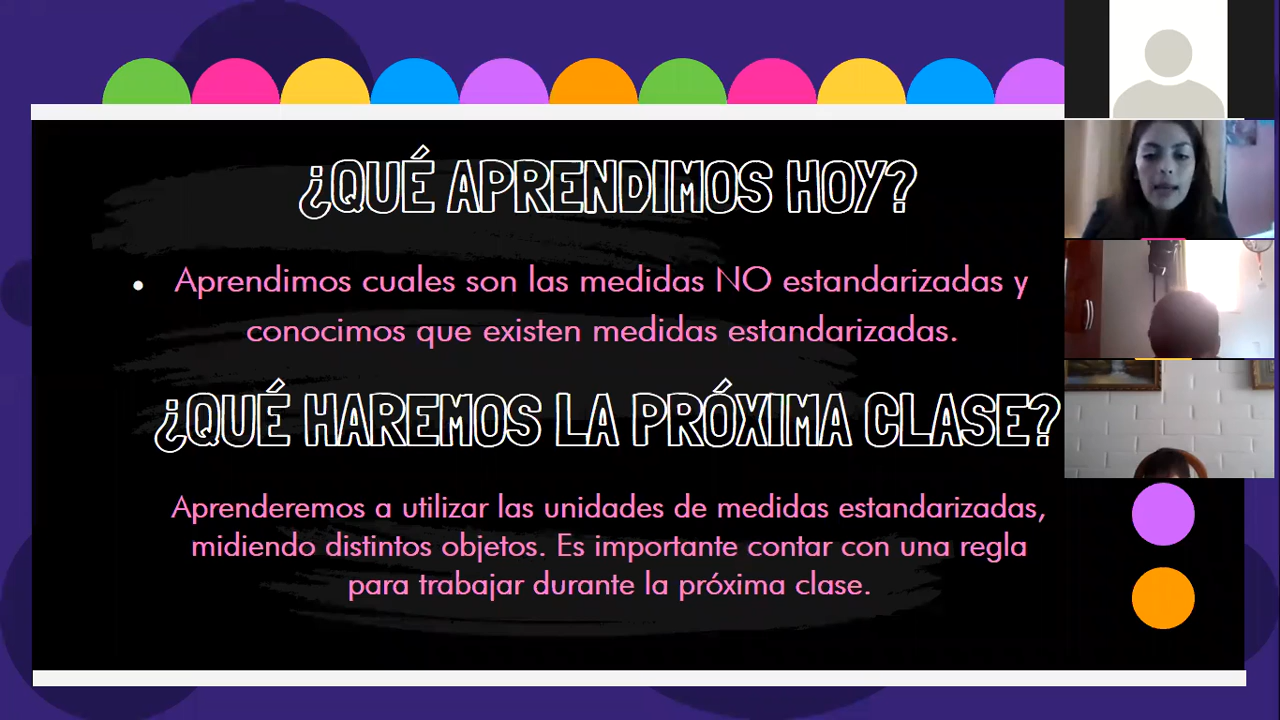 ¿QUÉ APRENDIMOS HOY?
• Aprendimos cuales son las medidas NO estandarizadas y
conocimos que existen medidas estandarizadas.
¿QUÉ HAREMOS LA PRÓXIMA CLASE?
Aprenderemos a utilizar las unidades de medidas estandarizadas,
midiendo distintos objetos. Es importante contar con una regla
para trabajar durante la próxima clase.